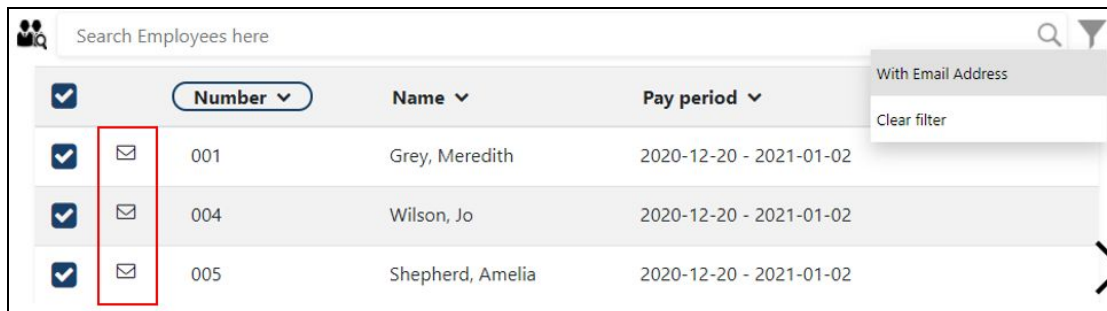 Search Employees here
With Email Address
Number Name Pay period
Clear filter
001 Grey, Meredith 2020-12-20 - 2021-01-02
004 Wilson, Jo 2020-12-20 - 2021-01-02
005 Shepherd, Amelia 2020-12-20 - 2021-01-02